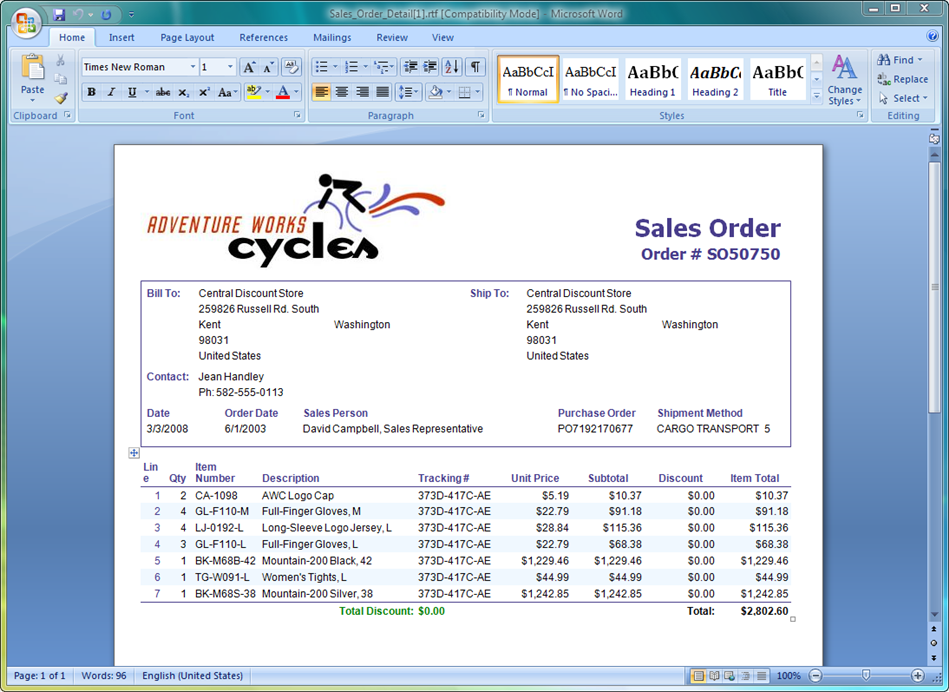 Sales_Order_Detail[1].rtf [Compatibility Mode] - Microsoft Word
Home Insert Page Layout References Mailings Review View
Times New Roman 1
Paste
B I U abc x₂ x² Aa
AaBbCcI AaBbCcI AaBbC AaBbCc AaBbC
¶ Normal ¶ No Spaci... Heading 1 Heading 2 Title
Change Styles
Find
Replace
Select
Clipboard Font Paragraph Styles Editing
ADVENTURE WORKS
cycles
Sales Order
Order # SO50750
Bill To: Central Discount Store Ship To: Central Discount Store
259826 Russell Rd. South 259826 Russell Rd. South
Kent Washington Kent Washington
98031 98031
United States United States
Contact: Jean Handley
Ph: 582-555-0113
Date Order Date Sales Person Purchase Order Shipment Method
3/3/2008 6/1/2003 David Campbell, Sales Representative PO7192170677 CARGO TRANSPORT 5
Lin Item
e Qty Number Description Tracking # Unit Price Subtotal Discount Item Total
1 2 CA-1098 AWC Logo Cap 373D-417C-AE $5.19 $10.37 $0.00 $10.37
2 4 GL-F110-M Full-Finger Gloves, M 373D-417C-AE $22.79 $91.18 $0.00 $91.18
3 4 LJ-0192-L Long-Sleeve Logo Jersey, L 373D-417C-AE $28.84 $115.36 $0.00 $115.36
4 3 GL-F110-L Full-Finger Gloves, L 373D-417C-AE $22.79 $68.38 $0.00 $68.38
5 1 BK-M68B-42 Mountain-200 Black, 42 373D-417C-AE $1,229.46 $1,229.46 $0.00 $1,229.46
6 1 TG-W091-L Women's Tights, L 373D-417C-AE $44.99 $44.99 $0.00 $44.99
7 1 BK-M68S-38 Mountain-200 Silver, 38 373D-417C-AE $1,242.85 $1,242.85 $0.00 $1,242.85
Total Discount: $0.00 Total: $2,802.60
Page: 1 of 1 Words: 96 English (United States) 100%